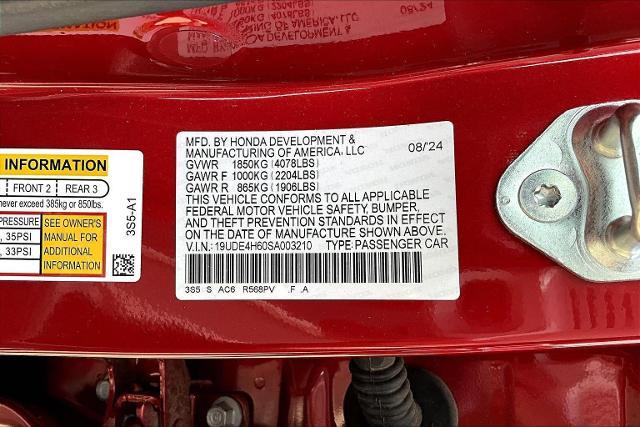 MFD. BY HONDA DEVELOPMENT &
MANUFACTURING OF AMERICA, LLC 08/24
GVWR 1850KG (4078LBS)
GAWR F 1000KG (2204LBS)
GAWR R 865KG (1906LBS)
THIS VEHICLE CONFORMS TO ALL APPLICABLE
FEDERAL MOTOR VEHICLE SAFETY, BUMPER,
AND THEFT PREVENTION STANDARDS IN EFFECT
ON THE DATE OF MANUFACTURE SHOWN ABOVE.
V.I.N.: 19UDE4H60SA003210 TYPE: PASSENGER CAR
3S5 S AC6 R568PV .F .A
INFORMATION
FRONT 2 REAR 3
never exceed 385kg or 850lbs.
PRESSURE
35PSI
33PSI
SEE OWNER'S
MANUAL FOR
ADDITIONAL
INFORMATION
3S5-A1